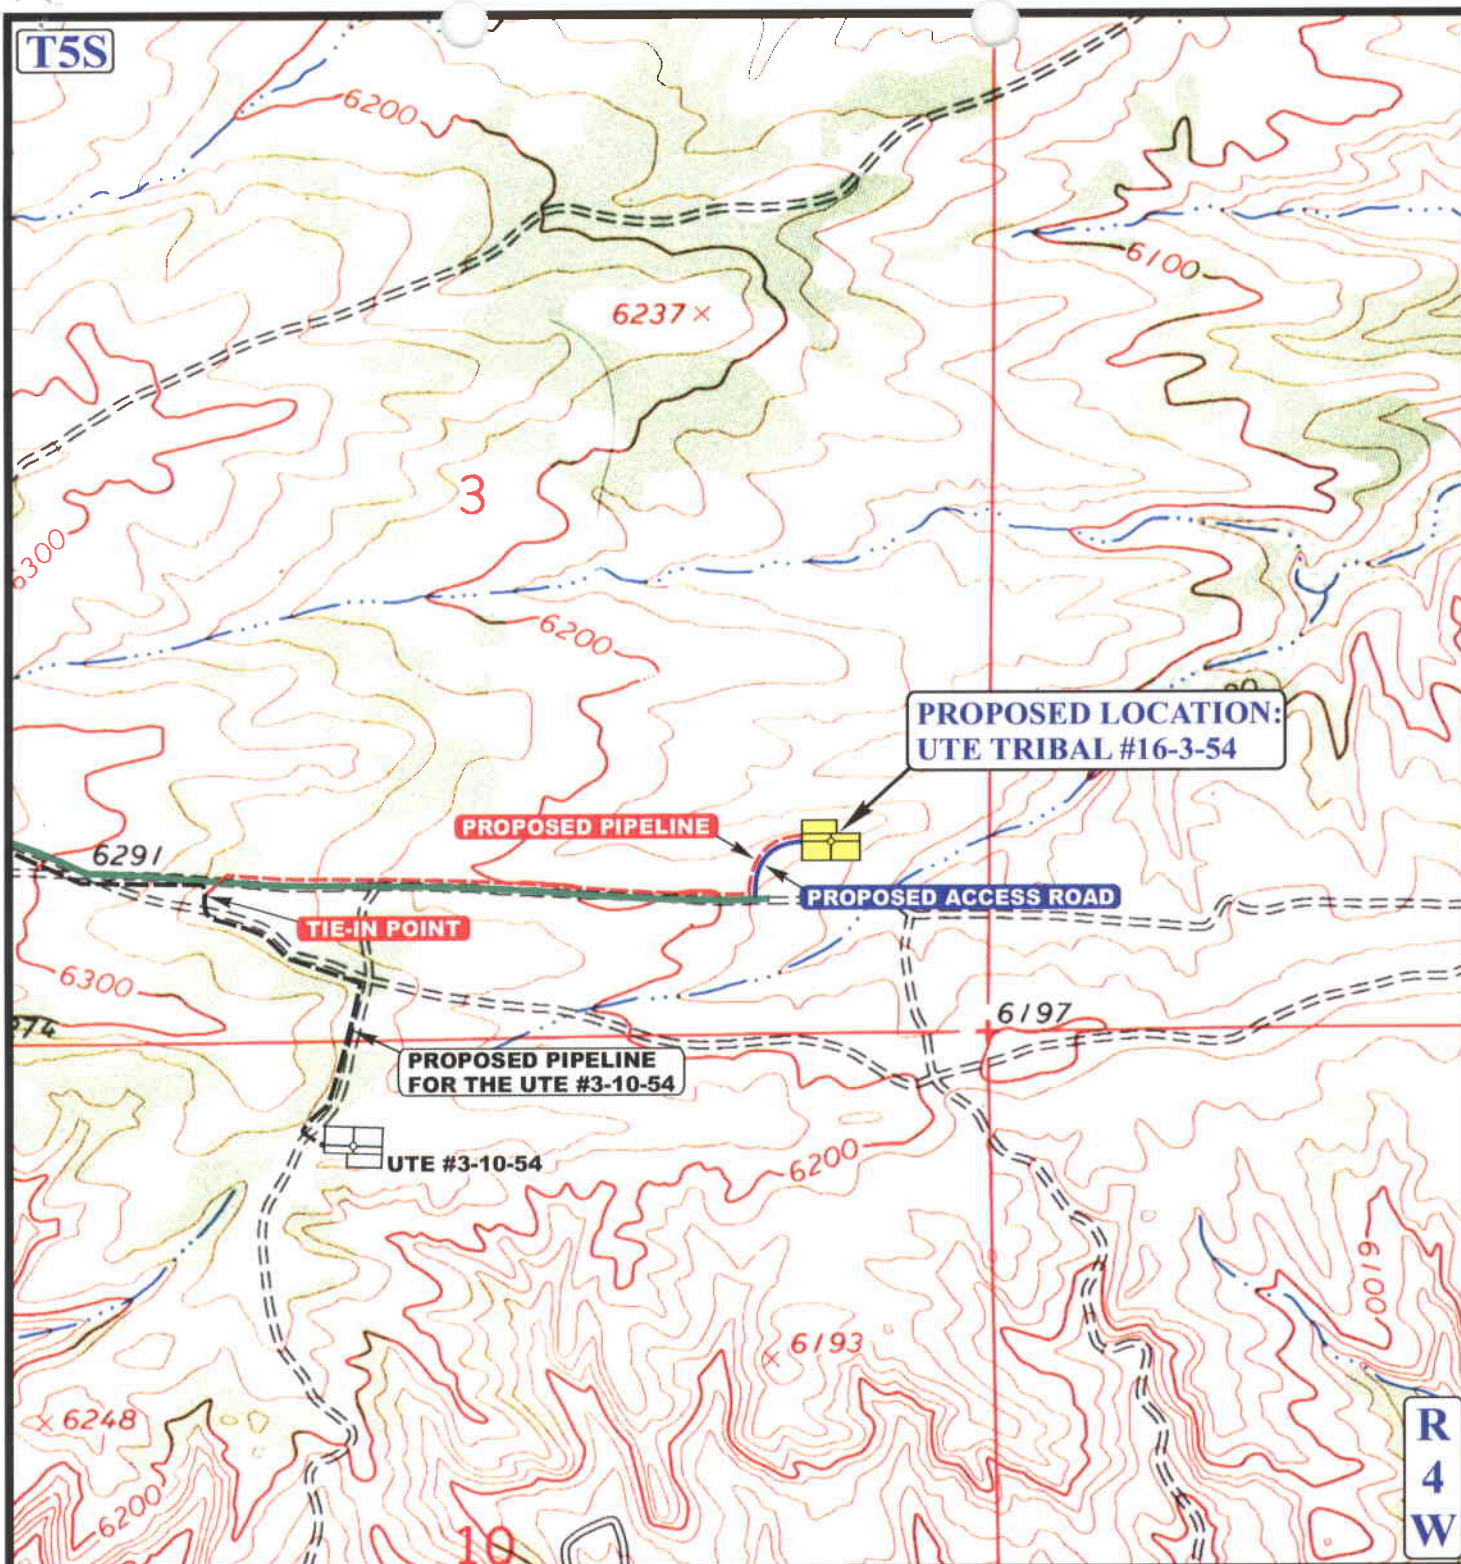 T5S
6200
6100
6237
3
6300
6200
PROPOSED LOCATION:
UTE TRIBAL #16-3-54
PROPOSED PIPELINE
6291
PROPOSED ACCESS ROAD
TIE-IN POINT
6300
6197
PROPOSED PIPELINE
FOR THE UTE #3-10-54
UTE #3-10-54
6200
6100
6193
6248
R
4
W
6200
10